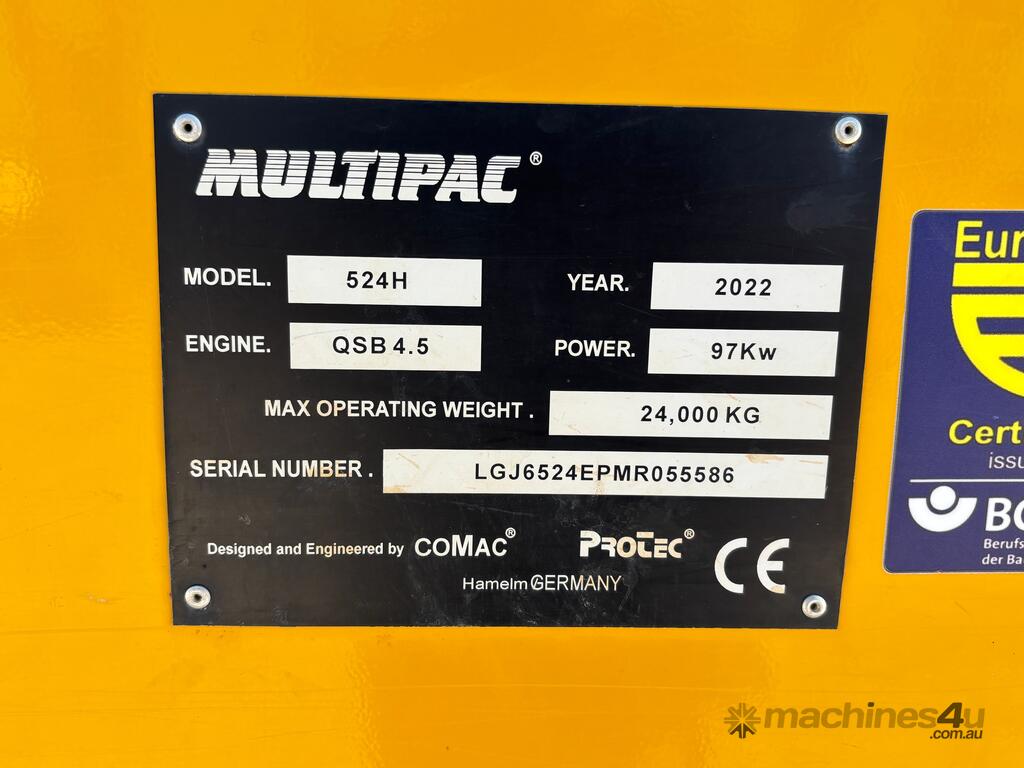 MULTIPAC®
MODEL. 524H
YEAR. 2022
ENGINE. QSB 4.5
POWER. 97Kw
MAX OPERATING WEIGHT . 24,000 KG
SERIAL NUMBER . LGJ6524EPMR055586
Designed and Engineered by COMAC® PROTEC® CE
Hamelm GERMANY
Eur
Cert
issu
BG
Berufs
der Ba
machines4u
.com.au